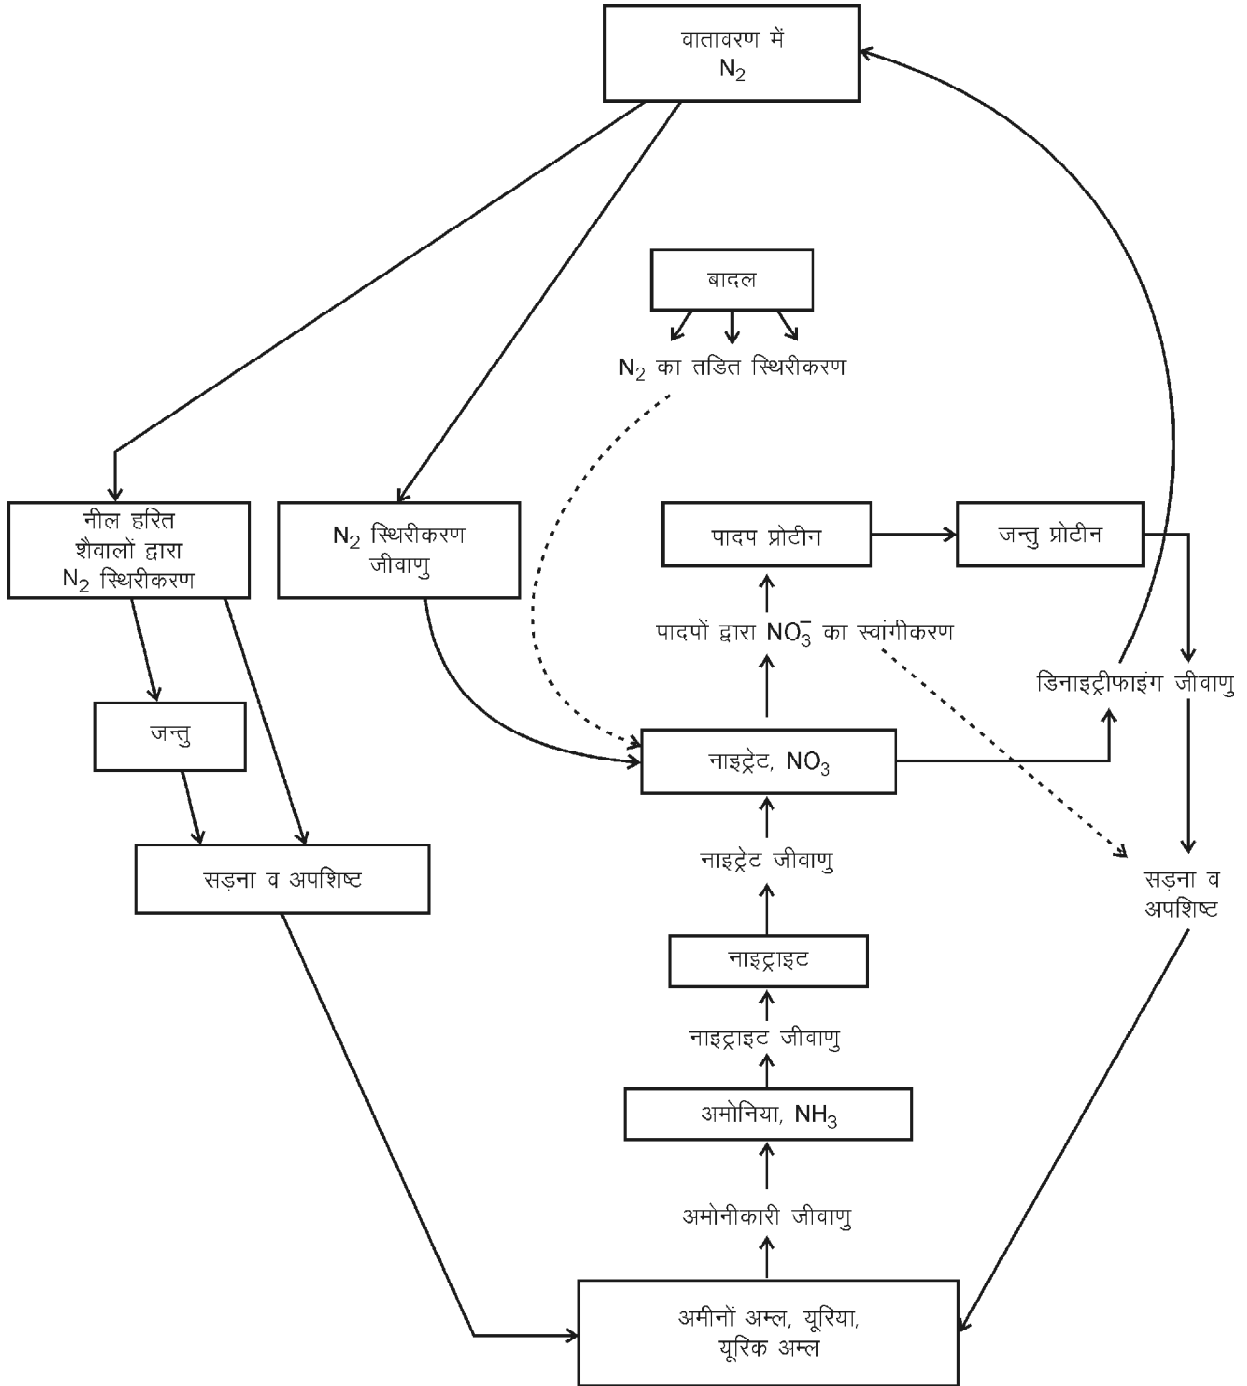 वातावरण में
N₂
बादल
N₂ का तडित स्थिरीकरण
नील हरित
शैवालों द्वारा
N₂ स्थिरीकरण
N₂ स्थिरीकरण
जीवाणु
पादप प्रोटीन
जन्तु प्रोटीन
पादपों द्वारा NO₃⁻ का स्वांगीकरण
डिनाइट्रीफाइंग जीवाणु
जन्तु
नाइट्रेट, NO₃
नाइट्रेट जीवाणु
सड़ना व अपशिष्ट
सड़ना व
अपशिष्ट
नाइट्राइट
नाइट्राइट जीवाणु
अमोनिया, NH₃
अमोनीकारी जीवाणु
अमीनों अम्ल, यूरिया,
यूरिक अम्ल